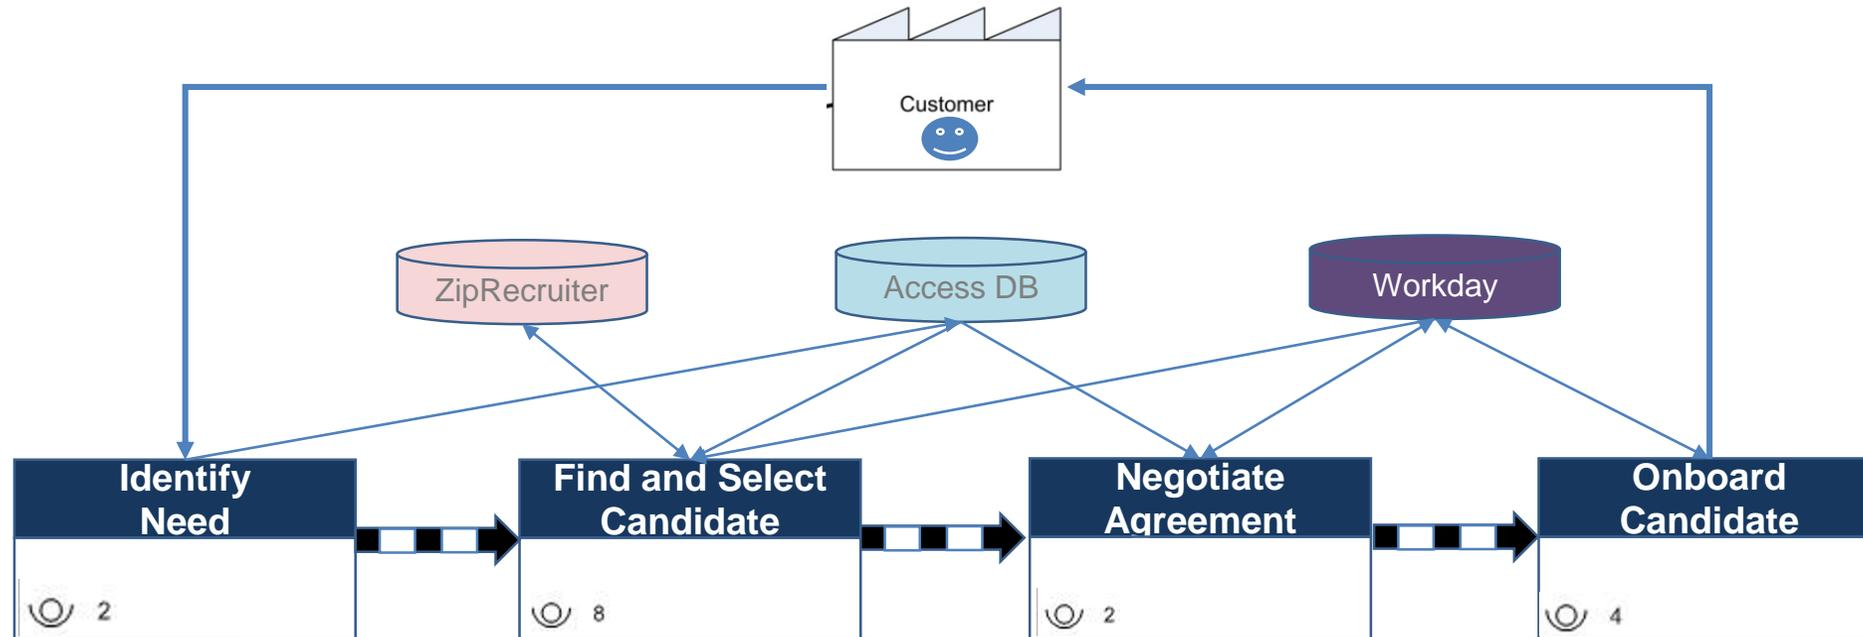 Customer
ZipRecruiter
Access DB
Workday
Identify
Need
Find and Select
Candidate
Negotiate
Agreement
Onboard
Candidate
2
8
2
4